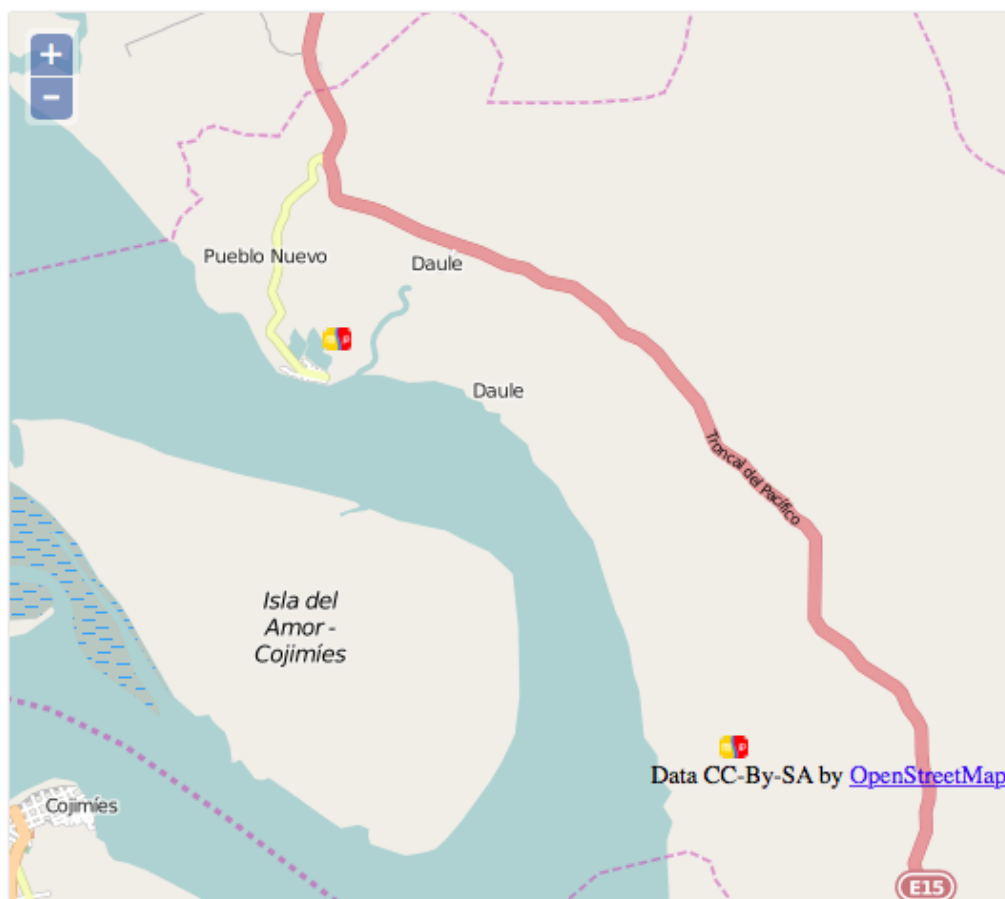 +
−
Pueblo Nuevo
Daule
Daule
Troncal del Pacífico
Isla del
Amor -
Cojimíes
Data CC-By-SA by OpenStreetMap
Cojimíes
E15